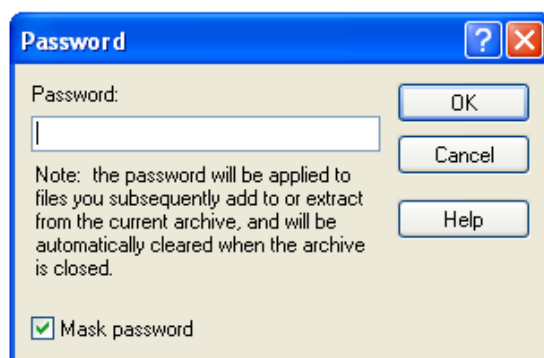 Password
Password:
OK
Cancel
Note: the password will be applied to
files you subsequently add to or extract
from the current archive, and will be
automatically cleared when the archive
is closed.
Help
Mask password